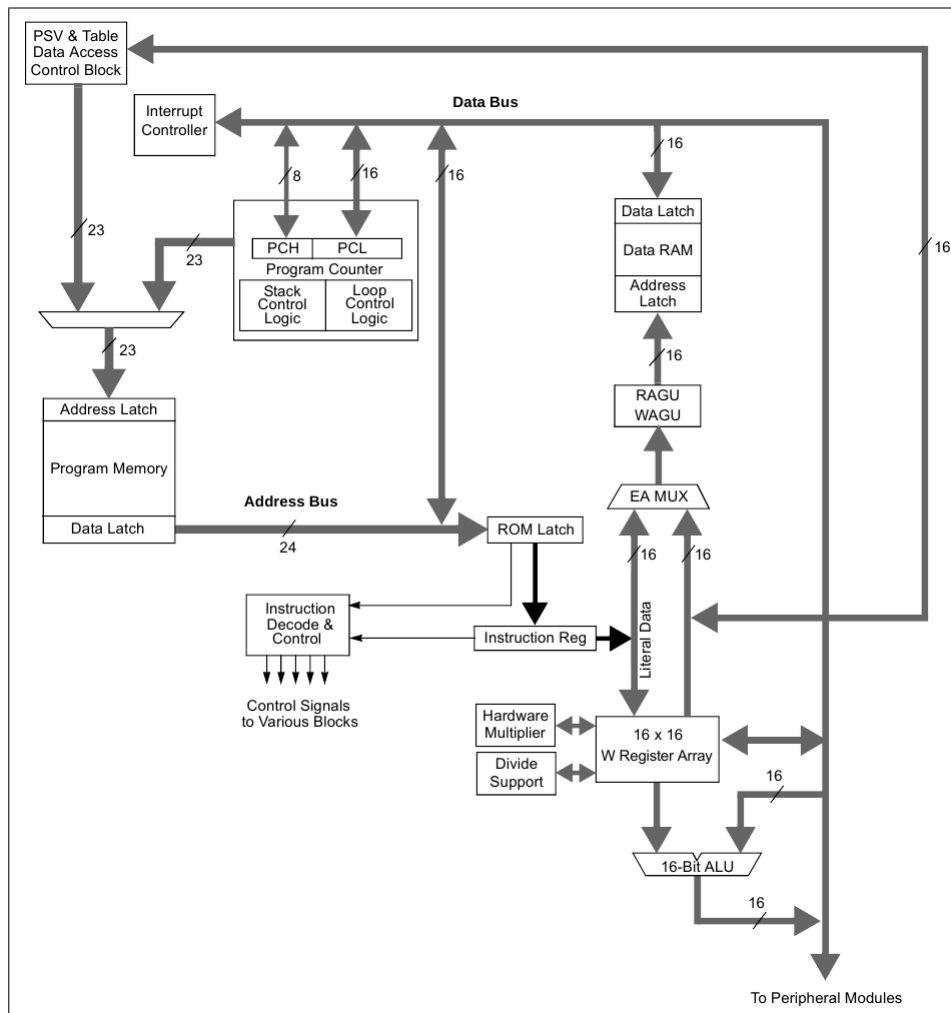 PSV & Table
Data Access
Control Block
Data Bus
Interrupt
Controller
8
16
16
16
23
23
16
PCH
PCL
Program Counter
Stack
Control
Logic
Loop
Control
Logic
Data Latch
Data RAM
Address
Latch
23
16
RAGU
WAGU
Address Latch
Program Memory
Data Latch
Address Bus
24
ROM Latch
EA MUX
16
16
Literal Data
Instruction
Decode &
Control
Instruction Reg
Control Signals
to Various Blocks
Hardware
Multiplier
Divide
Support
16 x 16
W Register Array
16
16-Bit ALU
16
To Peripheral Modules